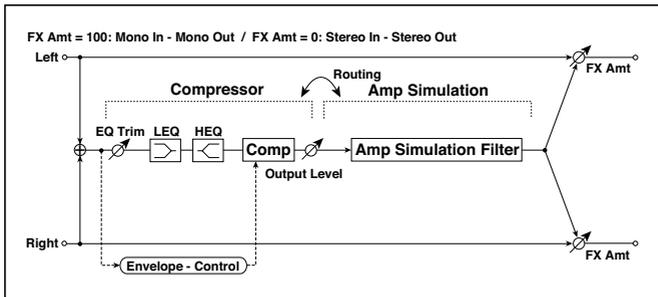 FX Amt = 100: Mono In - Mono Out / FX Amt = 0: Stereo In - Stereo Out
Left
FX Amt
Routing
Compressor
Amp Simulation
EQ Trim
LEQ
HEQ
Comp
Output Level
Amp Simulation Filter
Right
FX Amt
Envelope - Control